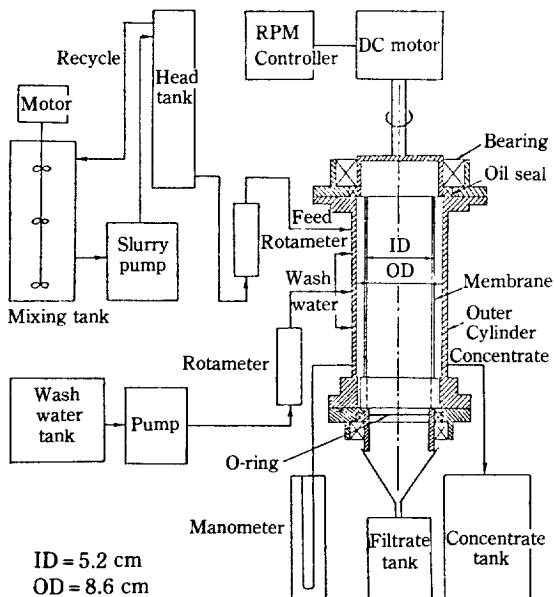 RPM
Controller
DC motor
Recycle
Head
tank
Motor
Bearing
Oil seal
Feed
Rotameter
Slurry
pump
Mixing tank
ID
OD
Wash
water
Membrane
Outer
Cylinder
Rotameter
Concentrate
Wash
water
tank
Pump
O-ring
Manometer
Filtrate
tank
Concentrate
tank
ID = 5.2 cm
OD = 8.6 cm